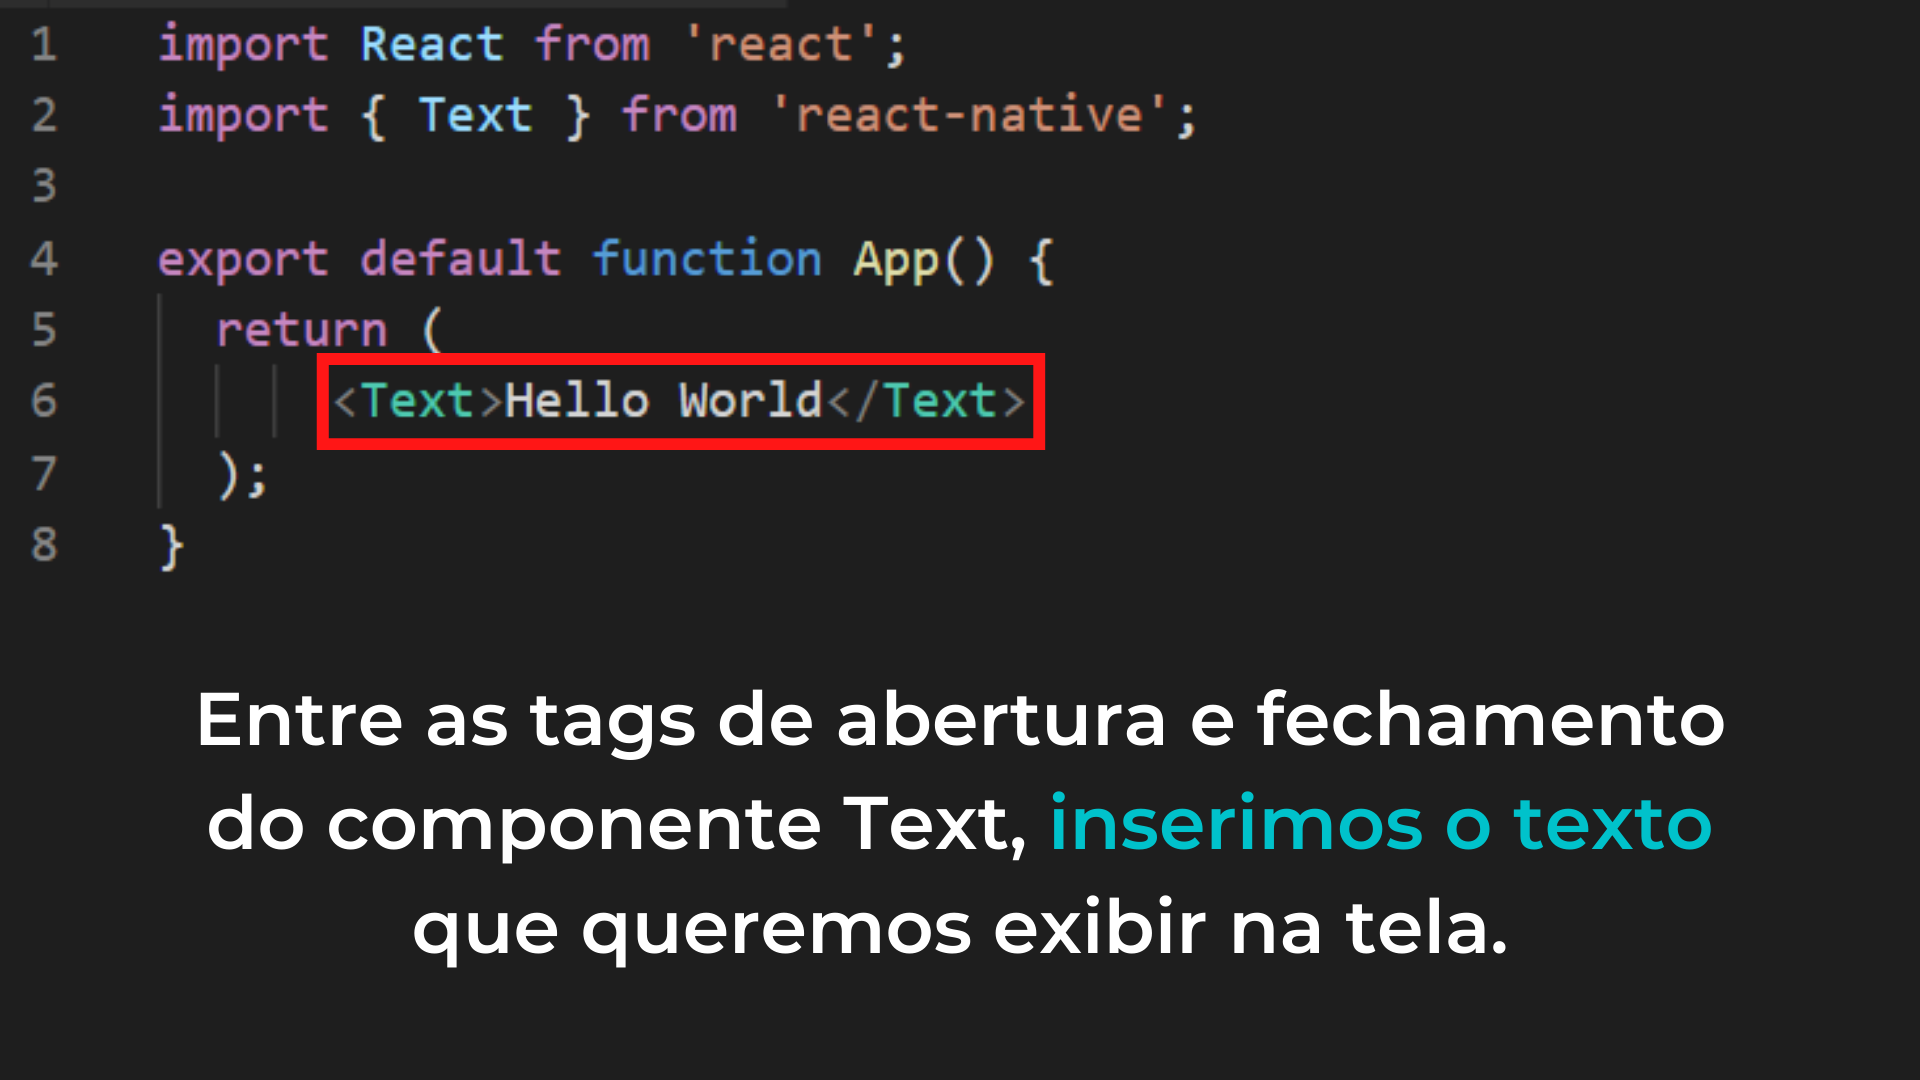 1 import React from 'react';
2 import { Text } from 'react-native';
3
4 export default function App() {
5 return (
6 <Text>Hello World</Text>
7 );
8 }
Entre as tags de abertura e fechamento
do componente Text, inserimos o texto
que queremos exibir na tela.